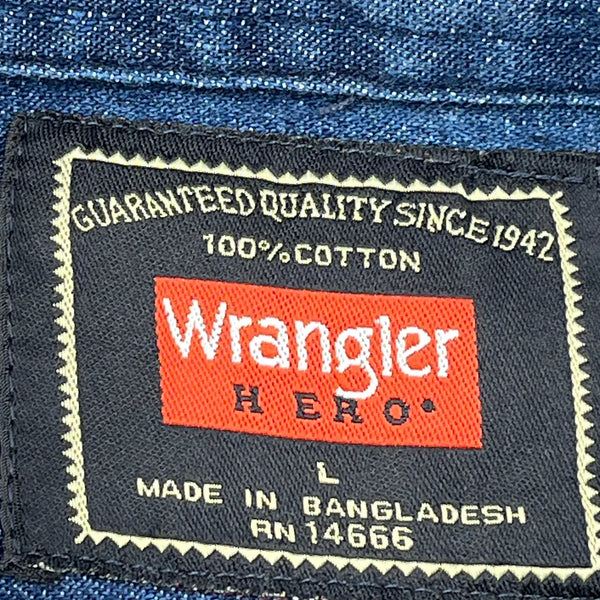 GUARANTEED QUALITY SINCE 1942
100% COTTON
Wrangler
HERO
L
MADE IN BANGLADESH
RN 14666